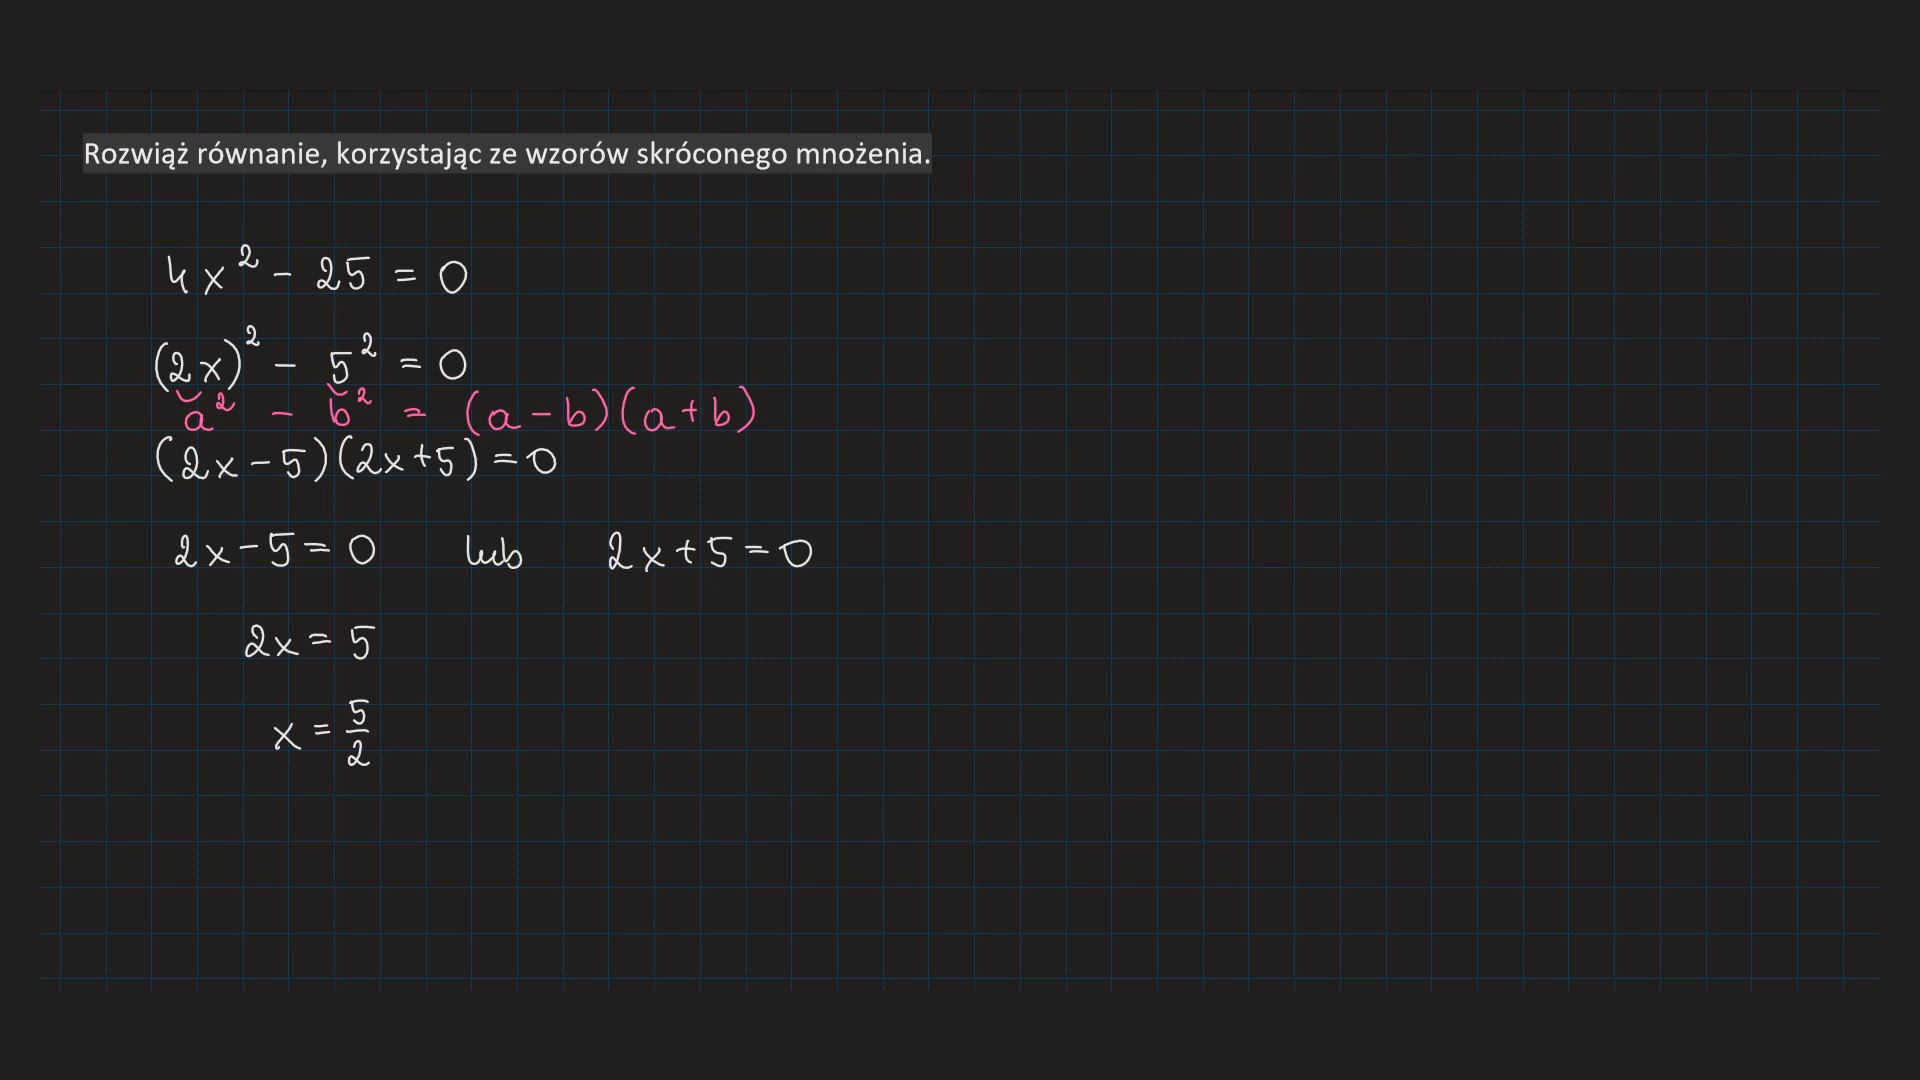 Rozwiąż równanie, korzystając ze wzorów skróconego mnożenia.
4x² - 25 = 0
(2x)² - 5² = 0
a² - b² = (a-b)(a+b)
(2x-5)(2x+5)=0
2x-5=0 lub 2x+5=0
2x = 5
x = 5/2